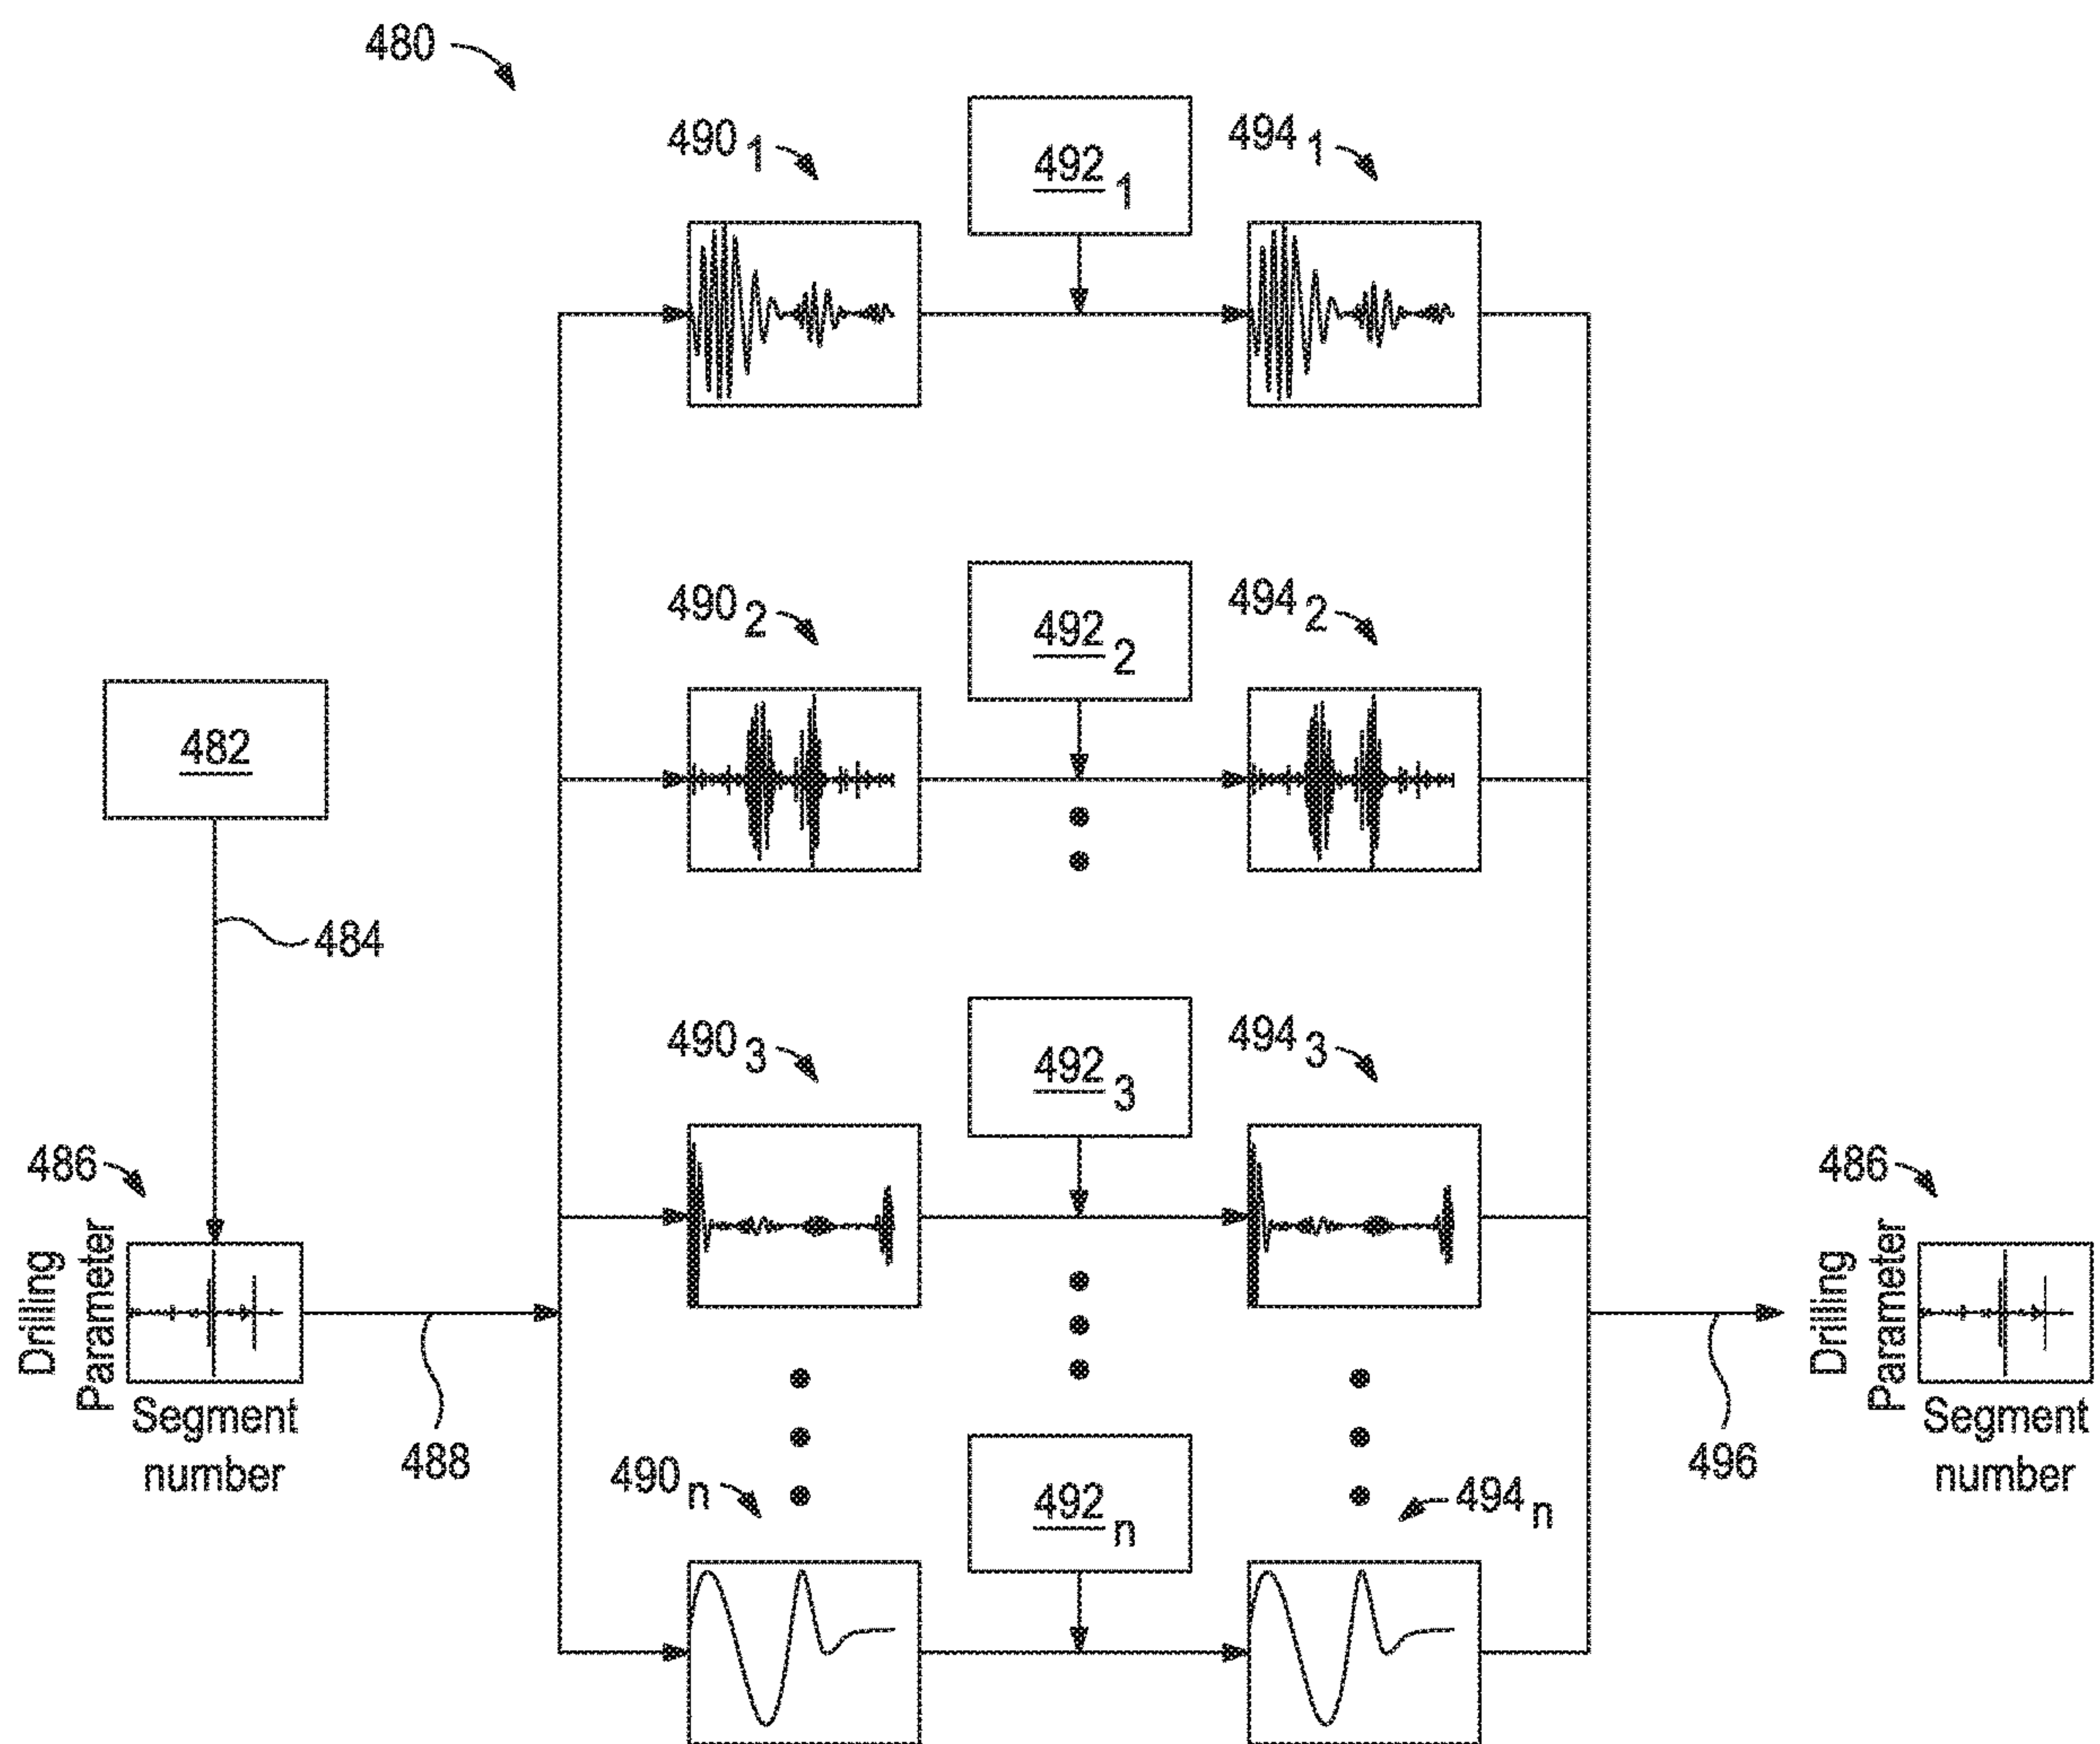 480
490 1
492 1
494 1
490 2
492 2
494 2
482
484
490 3
492 3
494 3
486
Drilling
Parameter
Segment
number
488
490 n
492 n
494 n
496
486
Drilling
Parameter
Segment
number